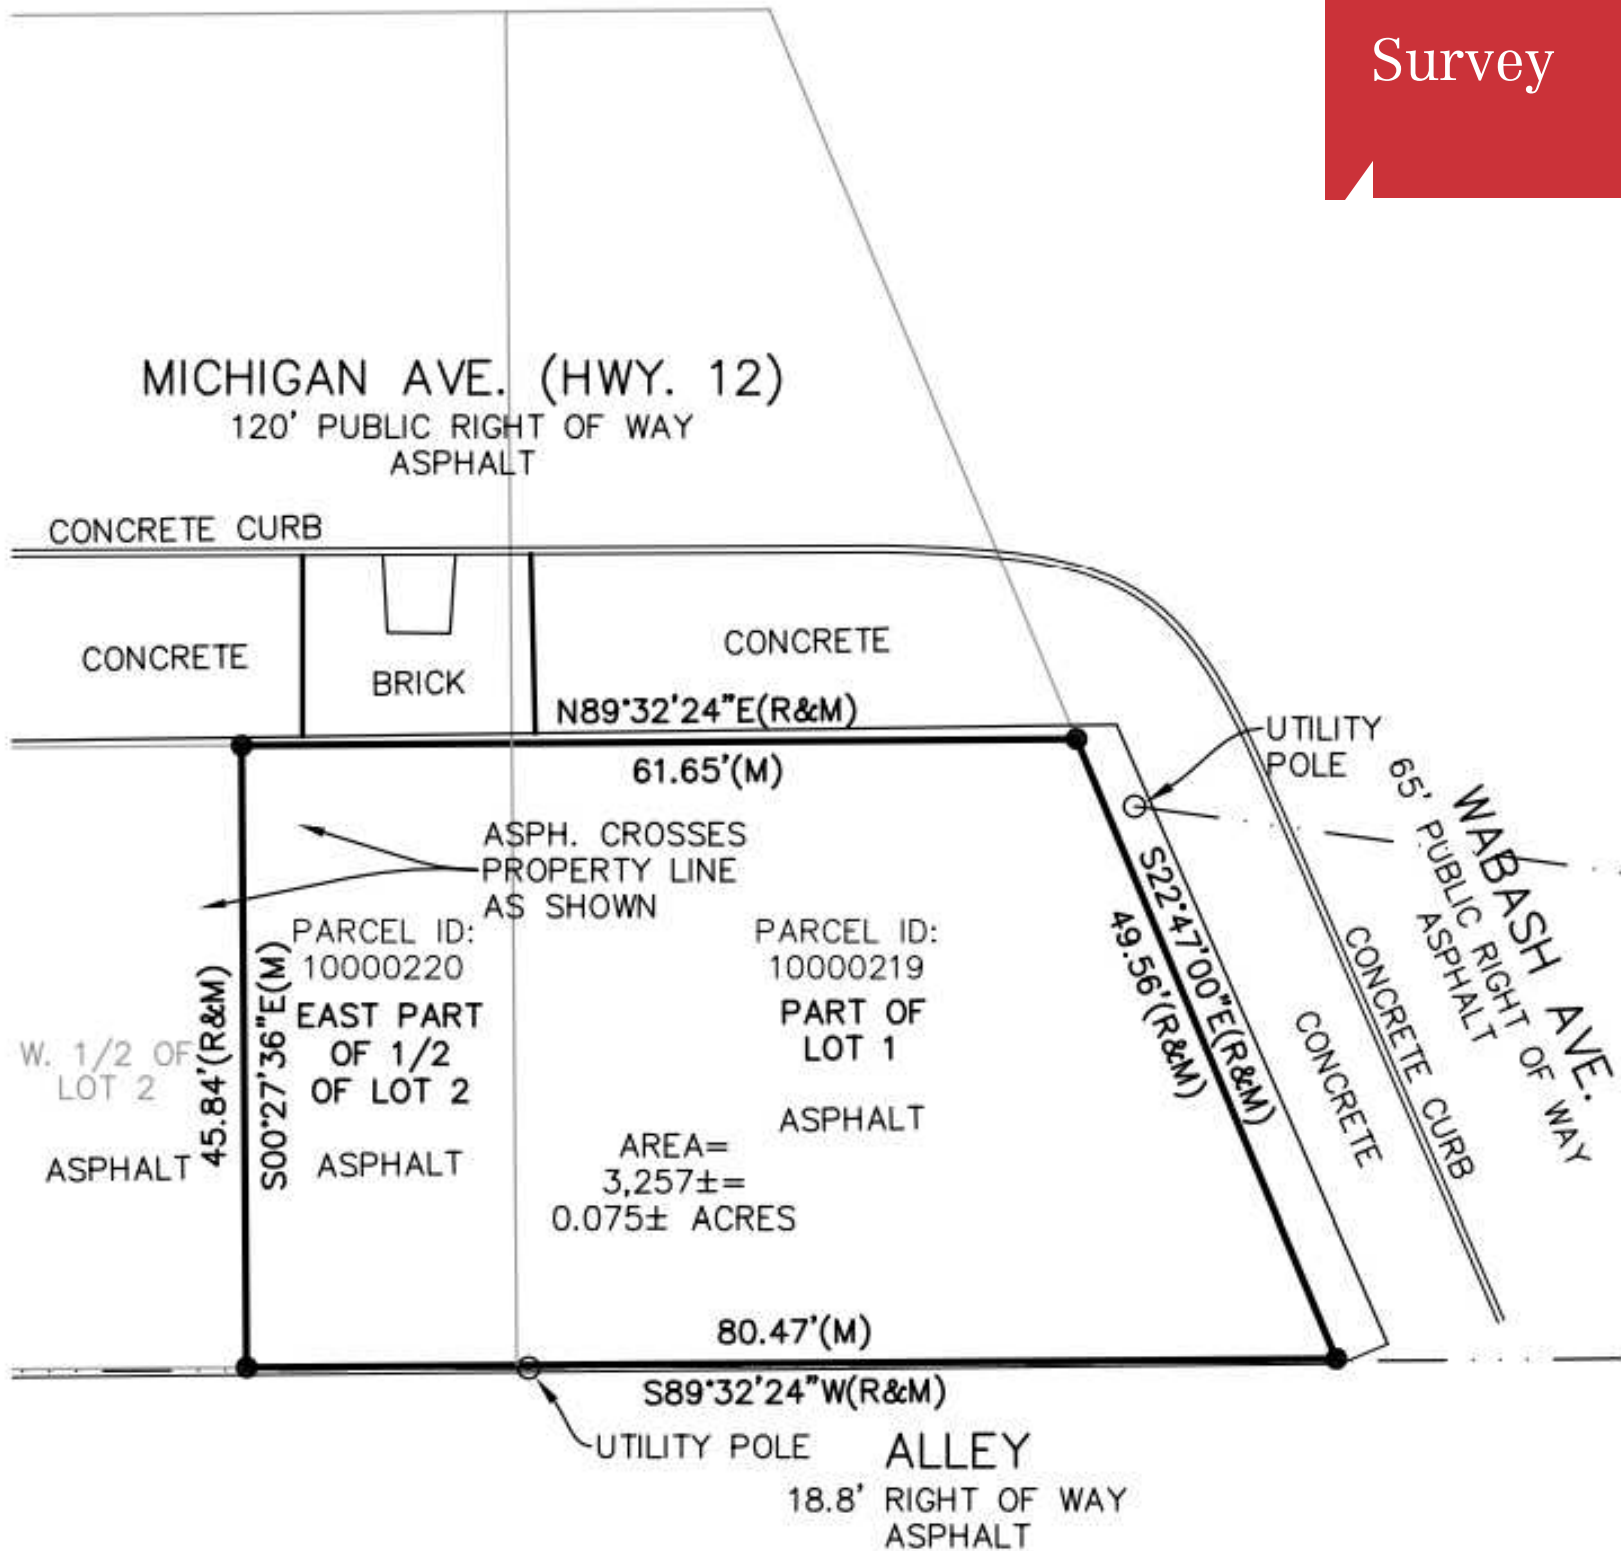 Survey
MICHIGAN AVE. (HWY. 12)
120' PUBLIC RIGHT OF WAY
ASPHALT
CONCRETE CURB
CONCRETE
BRICK
CONCRETE
N89°32'24"E(R&M)
61.65'(M)
UTILITY
POLE
ASPH. CROSSES
PROPERTY LINE
AS SHOWN
WABASH AVE.
65' PUBLIC RIGHT OF WAY
ASPHALT
CONCRETE CURB
CONCRETE
S22°47'00"E(R&M)
49.56'(R&M)
PARCEL ID:
10000220
EAST PART
OF 1/2
OF LOT 2
ASPHALT
PARCEL ID:
10000219
PART OF
LOT 1
ASPHALT
W. 1/2 OF
LOT 2
ASPHALT
45.84'(R&M)
S00°27'36"E(M)
AREA=
3,257±=
0.075± ACRES
80.47'(M)
S89°32'24"W(R&M)
UTILITY POLE
ALLEY
18.8' RIGHT OF WAY
ASPHALT